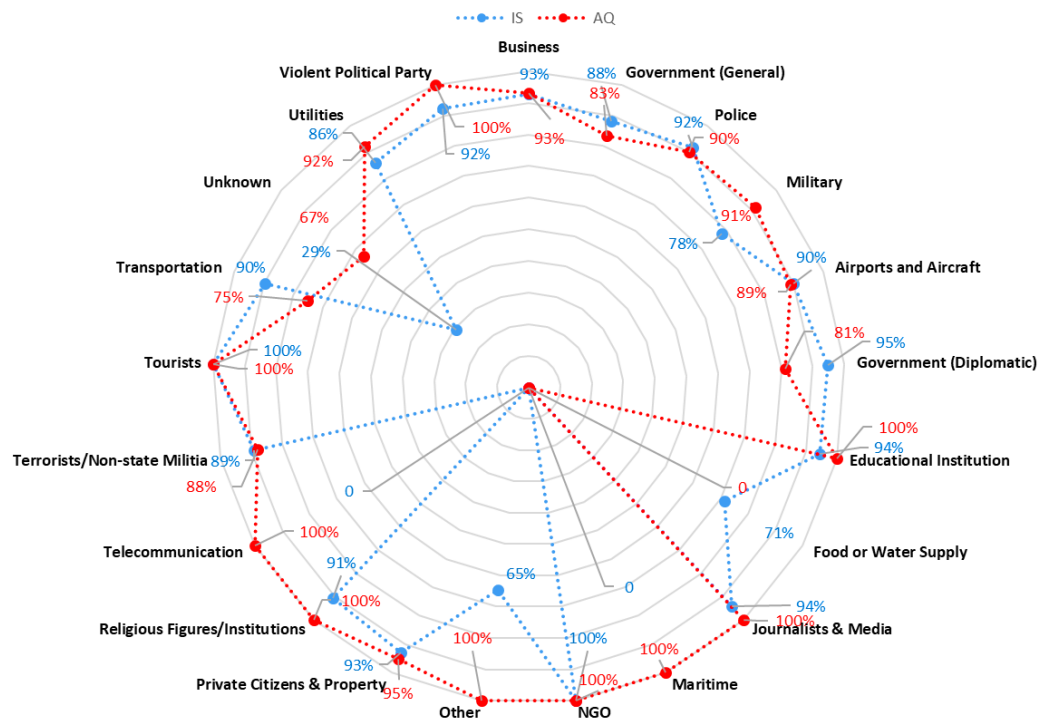 IS AQ
Business
Violent Political Party
93%
88%
Government (General)
83%
Utilities
86%
92%
100%
92%
93%
92%
Police
90%
Unknown
67%
29%
Military
91%
78%
Transportation
90%
75%
90%
Airports and Aircraft
89%
Tourists
100%
100%
81%
95%
Government (Diplomatic)
Terrorists/Non-state Militia
89%
88%
100%
94%
Educational Institution
0
0
71%
Food or Water Supply
Telecommunication
100%
91%
65%
0
94%
Religious Figures/Institutions
100%
100%
Journalists & Media
Private Citizens & Property
93%
95%
100%
100%
100%
100%
Maritime
Other
NGO